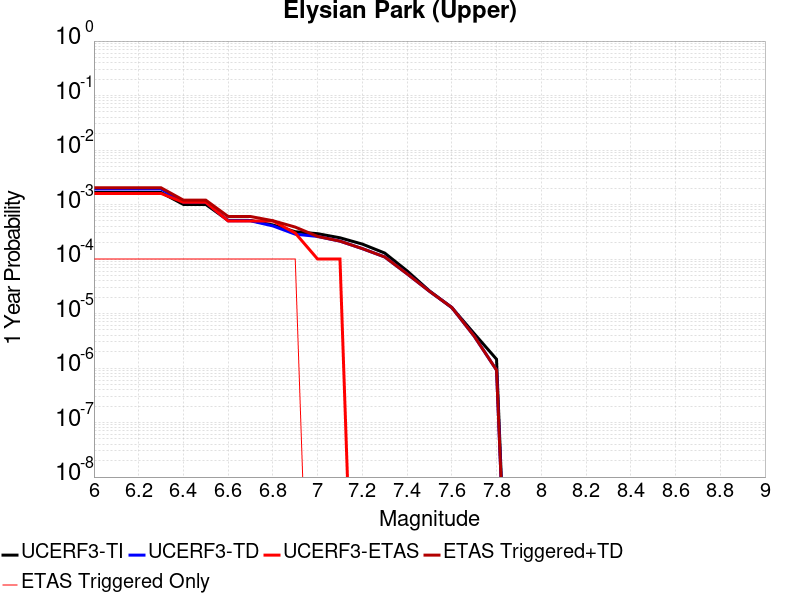 Elysian Park (Upper)
10^0
10^-1
10^-2
10^-3
10^-4
10^-5
10^-6
10^-7
10^-8
1 Year Probability
6 6.2 6.4 6.6 6.8 7 7.2 7.4 7.6 7.8 8 8.2 8.4 8.6 8.8 9
Magnitude
UCERF3-TI UCERF3-TD UCERF3-ETAS ETAS Triggered+TD
ETAS Triggered Only